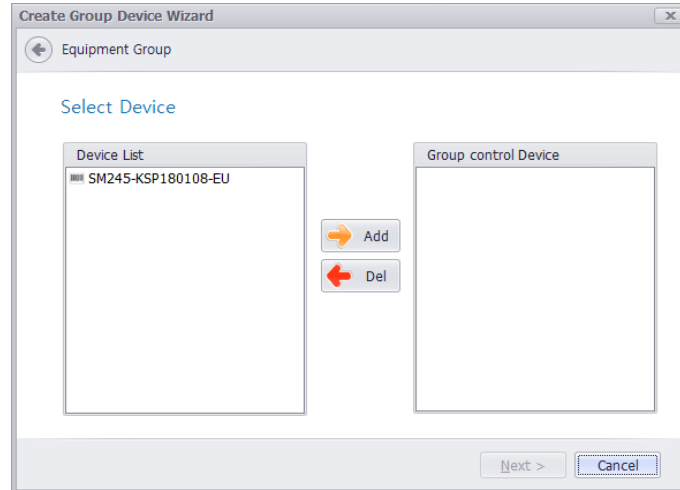 Create Group Device Wizard
Equipment Group
Select Device
Device List
Group control Device
SM245-KSP180108-EU
Add
Del
Next >
Cancel